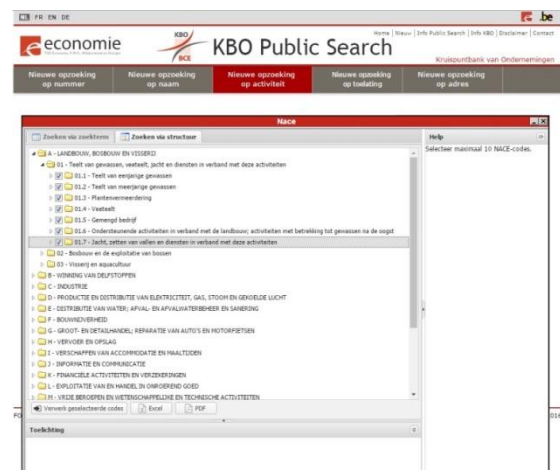 NL FR EN DE
.be
economie
KBO
BCE
KBO Public Search
Home | Nieuw | Info Public Search | Info KBO | Disclaimer | Contact
Kruispuntbank van Ondernemingen
Nieuwe opzoeking op nummer
Nieuwe opzoeking op naam
Nieuwe opzoeking op activiteit
Nieuwe opzoeking op toelating
Nieuwe opzoeking op adres
Nace
Zoeken via zoekterm
Zoeken via structuur
Help
Selecteer maximaal 10 NACE-codes.
A - LANDBOUW, BOSBOUW EN VISSERIJ
01 - Teelt van gewassen, veeteelt, jacht en diensten in verband met deze activiteiten
01.1 - Teelt van eenjarige gewassen
01.2 - Teelt van meerjarige gewassen
01.3 - Plantenvermeerdering
01.4 - Veeteelt
01.5 - Gemengd bedrijf
01.6 - Ondersteunende activiteiten in verband met de landbouw; activiteiten met betrekking tot gewassen na de oogst
01.7 - Jacht, zetten van vallen en diensten in verband met deze activiteiten
02 - Bosbouw en de exploitatie van bossen
03 - Visserij en aquacultuur
B - WINNING VAN DELFSTOFFEN
C - INDUSTRIE
D - PRODUCTIE EN DISTRIBUTIE VAN ELEKTRICITEIT, GAS, STOOM EN GEKOELDE LUCHT
E - DISTRIBUTIE VAN WATER; AFVAL- EN AFVALWATERBEHEER EN SANERING
F - BOUWNIJVERHEID
G - GROOT- EN DETAILHANDEL; REPARATIE VAN AUTO'S EN MOTORFIETSEN
H - VERVOER EN OPSLAG
I - VERSCHAFFEN VAN ACCOMMODATIE EN MAALTIJDEN
J - INFORMATIE EN COMMUNICATIE
K - FINANCIËLE ACTIVITEITEN EN VERZEKERINGEN
L - EXPLOITATIE VAN EN HANDEL IN ONROEREND GOED
M - VRIJE BEROEPEN EN WETENSCHAPPELIJKE EN TECHNISCHE ACTIVITEITEN
Verwerk geselecteerde codes
Excel
PDF
Toelichting